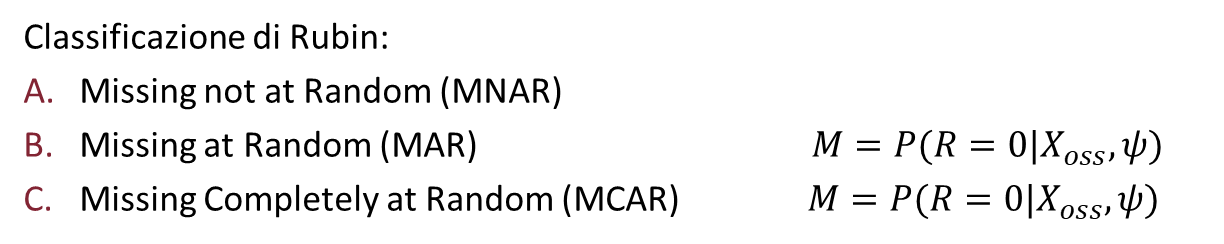 Classificazione di Rubin:
A. Missing not at Random (MNAR)
B. Missing at Random (MAR) M = P(R = 0|X_oss, ψ)
C. Missing Completely at Random (MCAR) M = P(R = 0|X_oss, ψ)